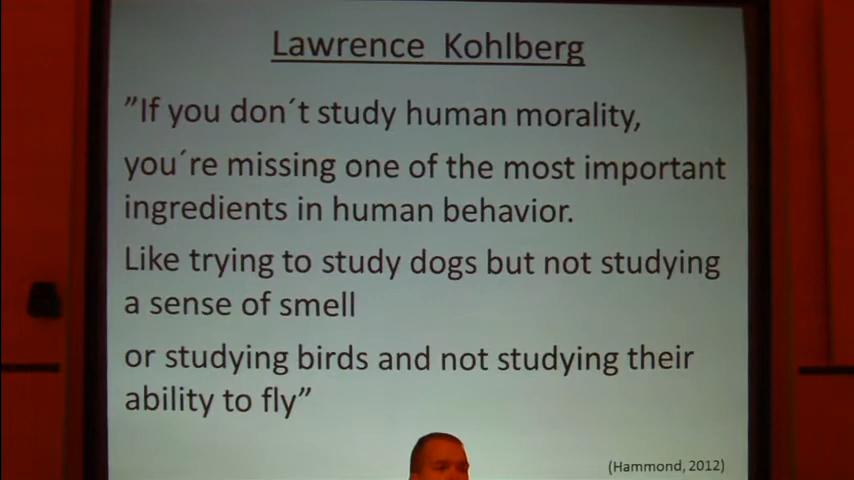 Lawrence Kohlberg
”If you don´t study human morality,
you´re missing one of the most important
ingredients in human behavior.
Like trying to study dogs but not studying
a sense of smell
or studying birds and not studying their
ability to fly”
(Hammond, 2012)